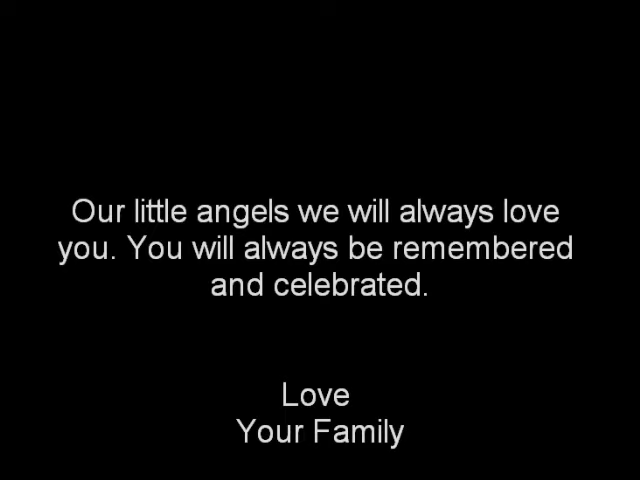 Our little angels we will always love
you. You will always be remembered
and celebrated.
Love
Your Family